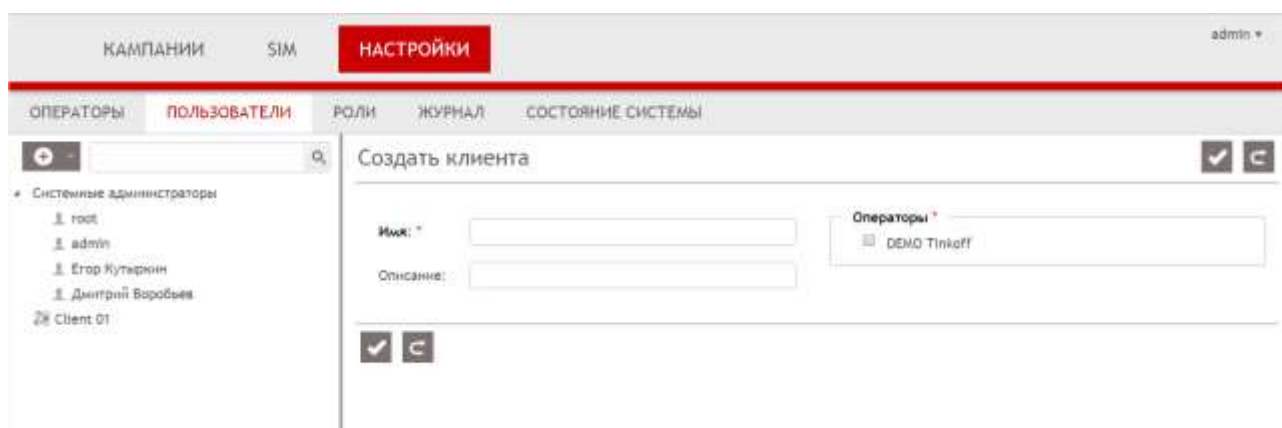 КАМПАНИИ SIM НАСТРОЙКИ admin
ОПЕРАТОРЫ ПОЛЬЗОВАТЕЛИ РОЛИ ЖУРНАЛ СОСТОЯНИЕ СИСТЕМЫ
Создать клиента
Системные администраторы
root
admin
Егор Кутыркин
Дмитрий Воробьев
Client 01
Имя: *
Описание:
Операторы *
DEMO Tinkoff